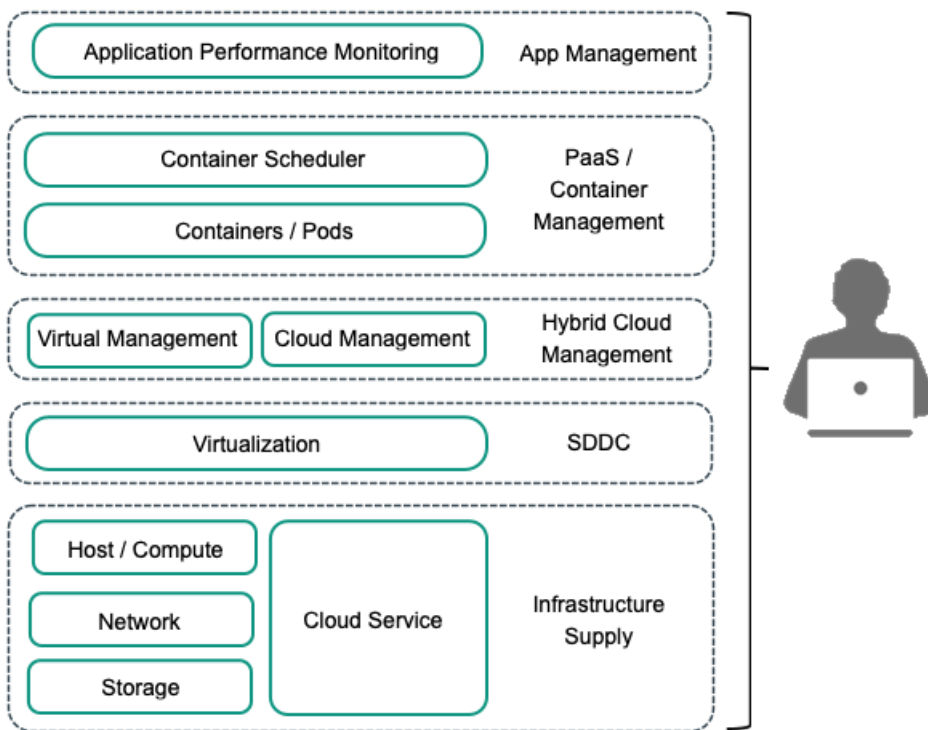 Application Performance Monitoring
App Management
Container Scheduler
Containers / Pods
PaaS /
Container
Management
Virtual Management
Cloud Management
Hybrid Cloud
Management
Virtualization
SDDC
Host / Compute
Network
Storage
Cloud Service
Infrastructure
Supply